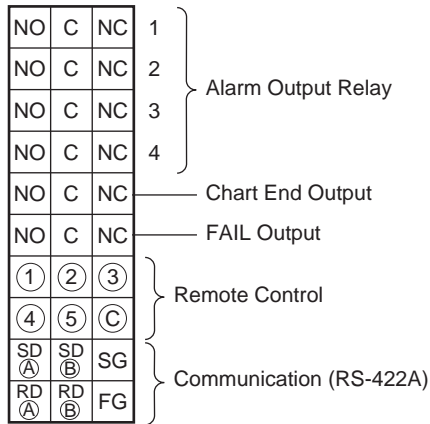 NO C NC 1
NO C NC 2
Alarm Output Relay
NO C NC 3
NO C NC 4
NO C NC Chart End Output
NO C NC FAIL Output
① ② ③
Remote Control
④ ⑤ Ⓒ
SD Ⓐ SD Ⓑ SG
Communication (RS-422A)
RD Ⓐ RD Ⓑ FG